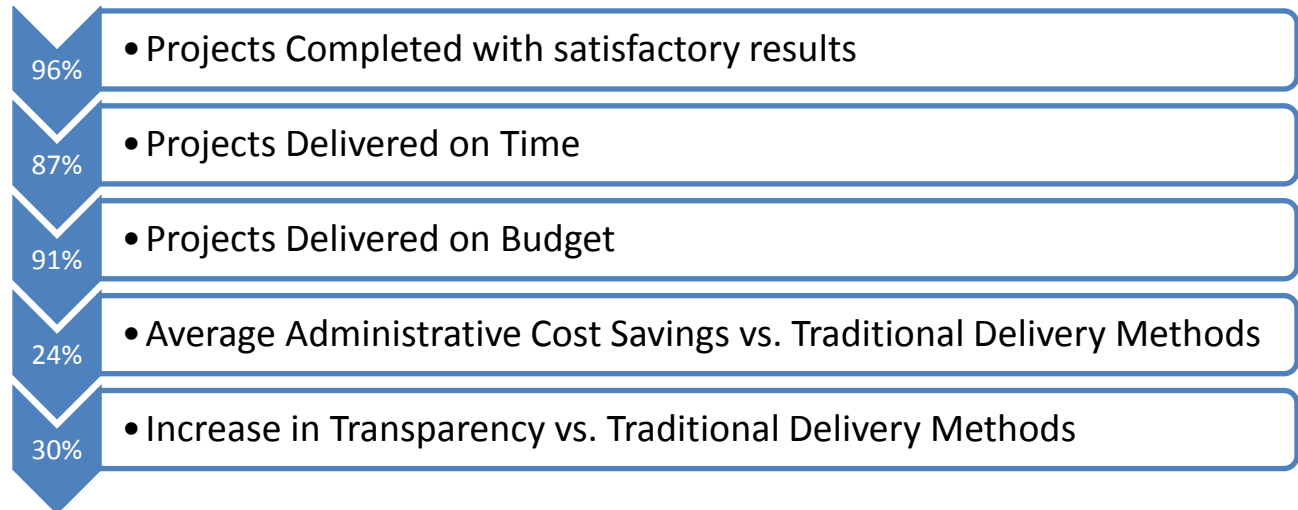 96%
•Projects Completed with satisfactory results
87%
•Projects Delivered on Time
91%
•Projects Delivered on Budget
24%
•Average Administrative Cost Savings vs. Traditional Delivery Methods
30%
•Increase in Transparency vs. Traditional Delivery Methods